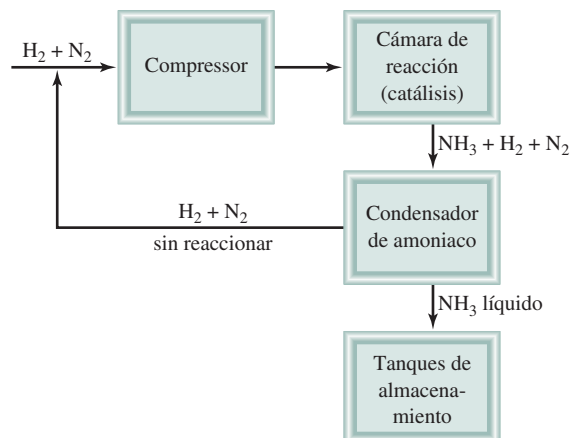 H₂ + N₂
Compressor
Cámara de
reacción
(catálisis)
NH₃ + H₂ + N₂
H₂ + N₂
sin reaccionar
Condensador
de amoniaco
NH₃ líquido
Tanques de
almacena-
miento